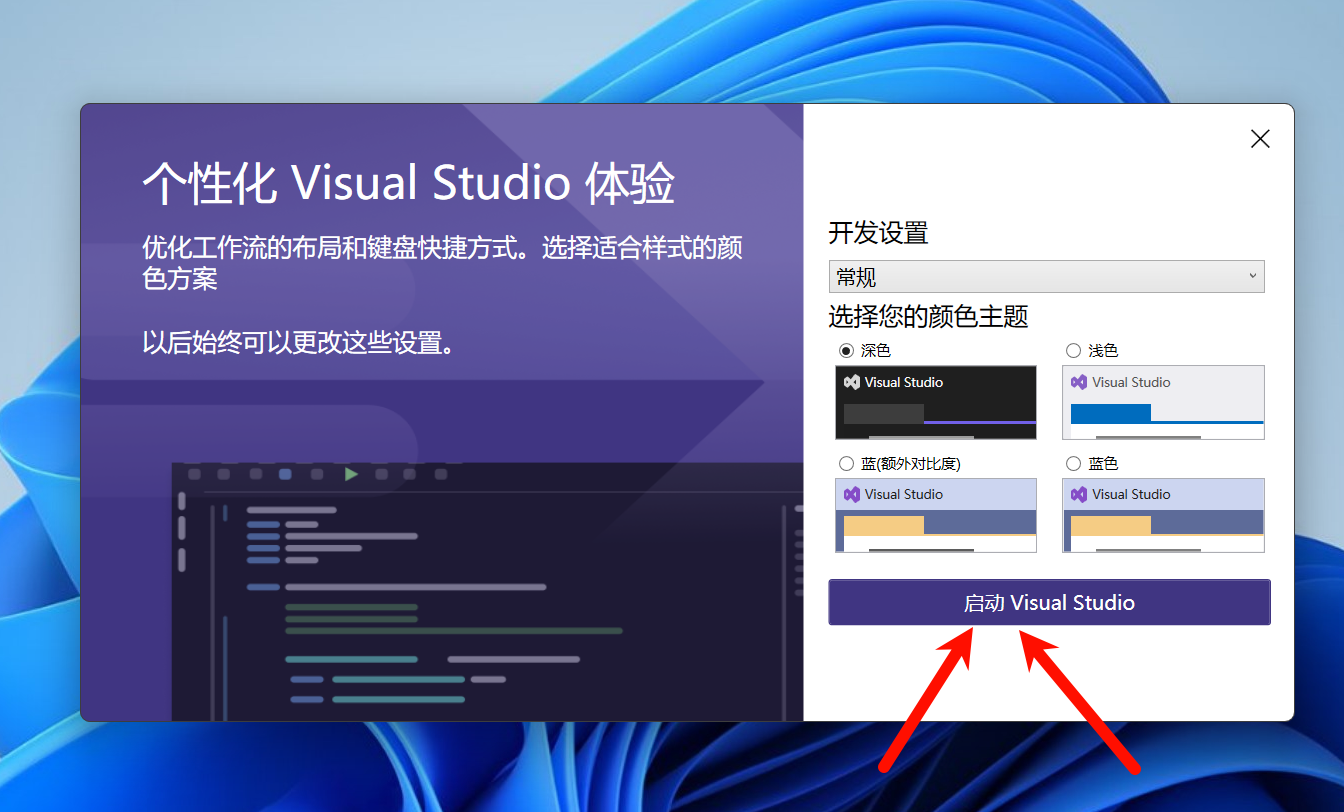 个性化 Visual Studio 体验
优化工作流的布局和键盘快捷方式。选择适合样式的颜
色方案
以后始终可以更改这些设置。
开发设置
常规
选择您的颜色主题
深色
浅色
Visual Studio
Visual Studio
蓝(额外对比度)
蓝色
Visual Studio
Visual Studio
启动 Visual Studio